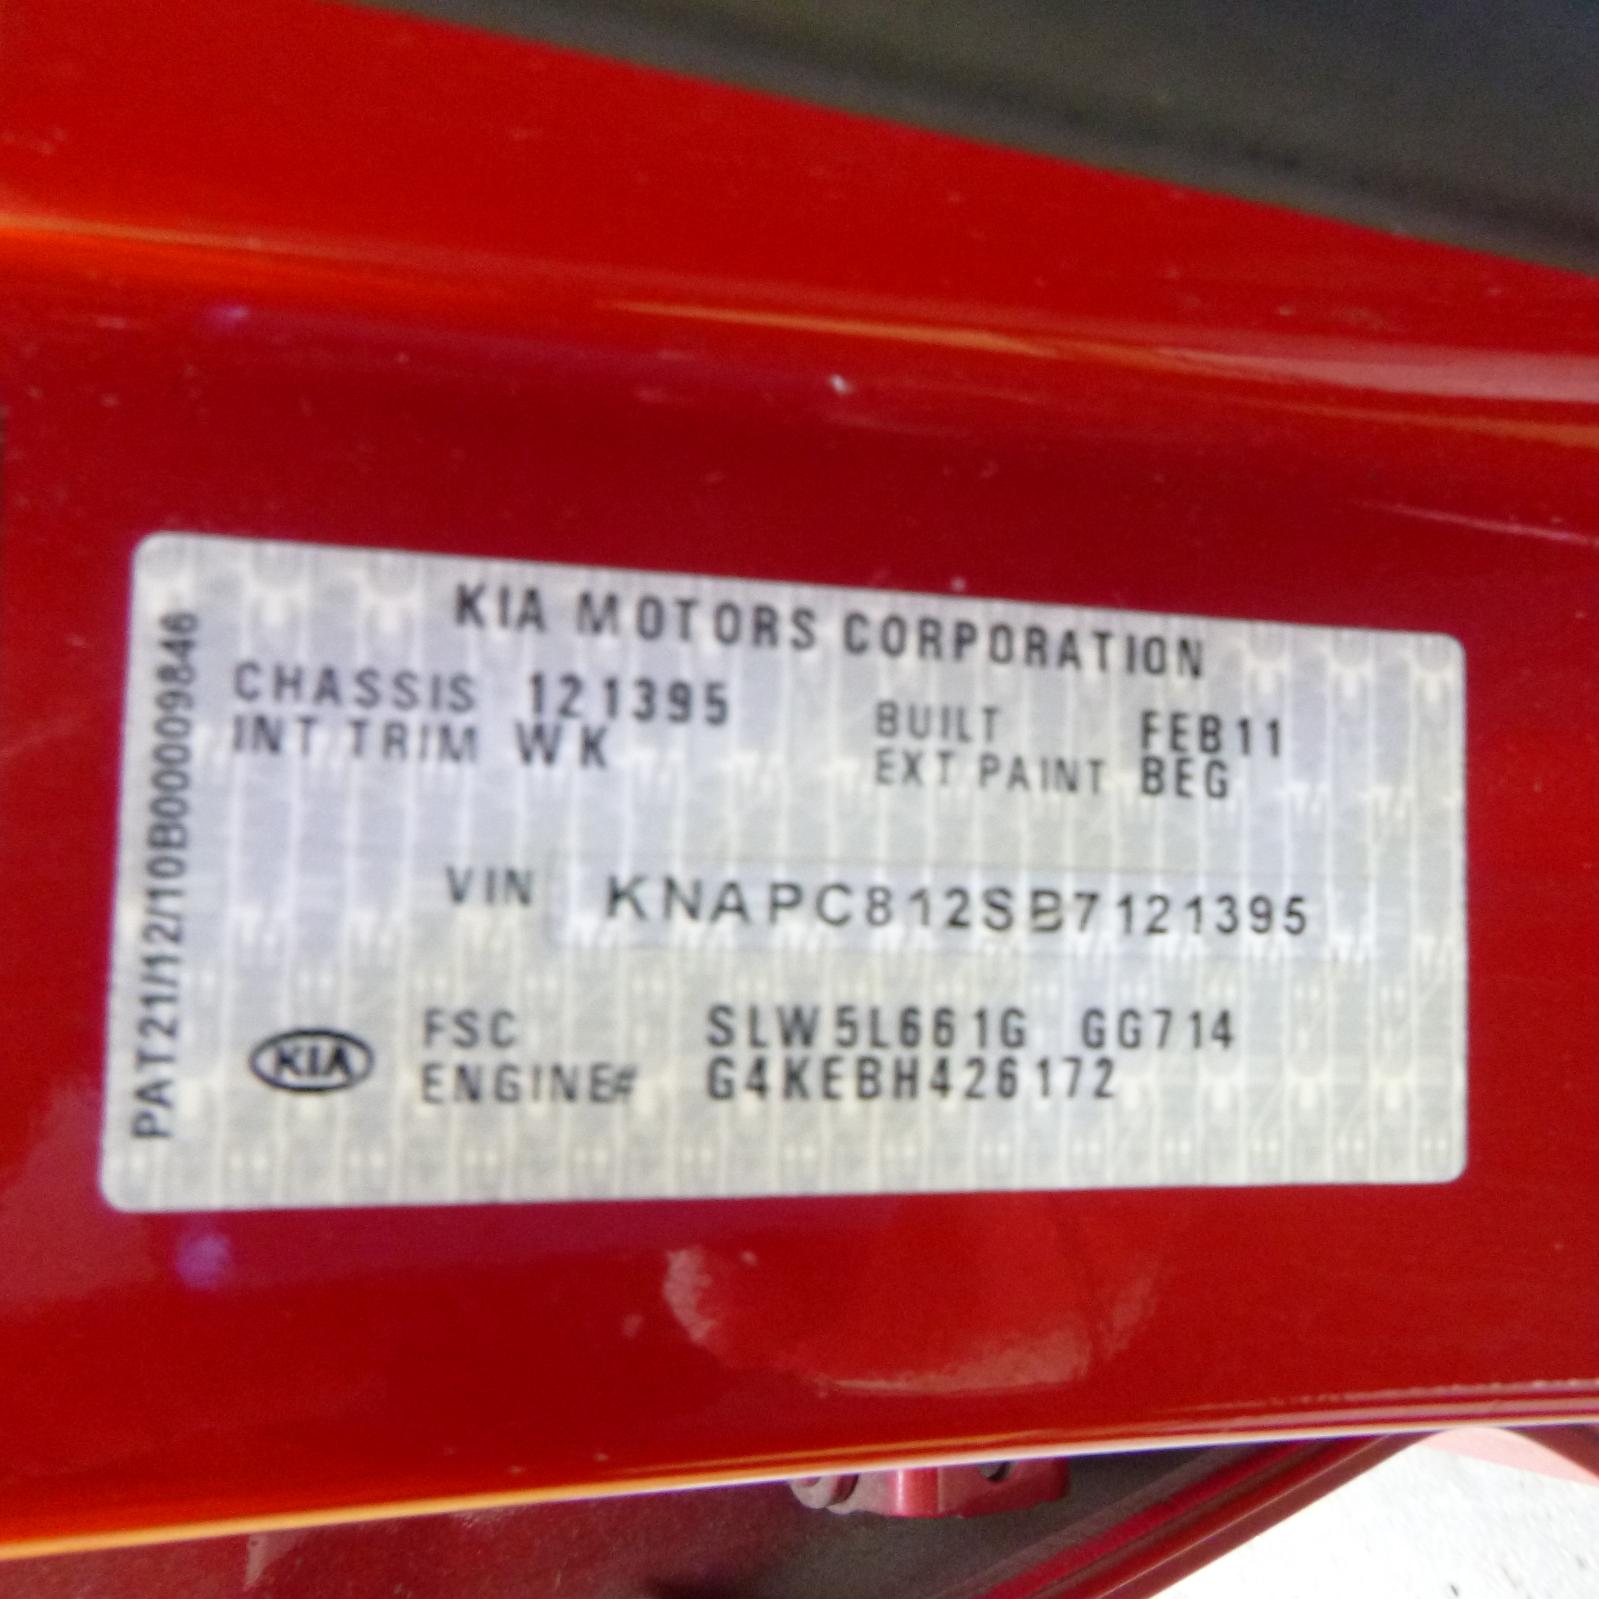 KIA MOTORS CORPORATION
CHASSIS 121395
INT TRIM WK
BUILT FEB11
EXT PAINT BEG
VIN KNAPC812SB7121395
FSC SLW5L661G GG714
ENGINE# G4KEBH426172
KIA
PAT21/12/10B00009846